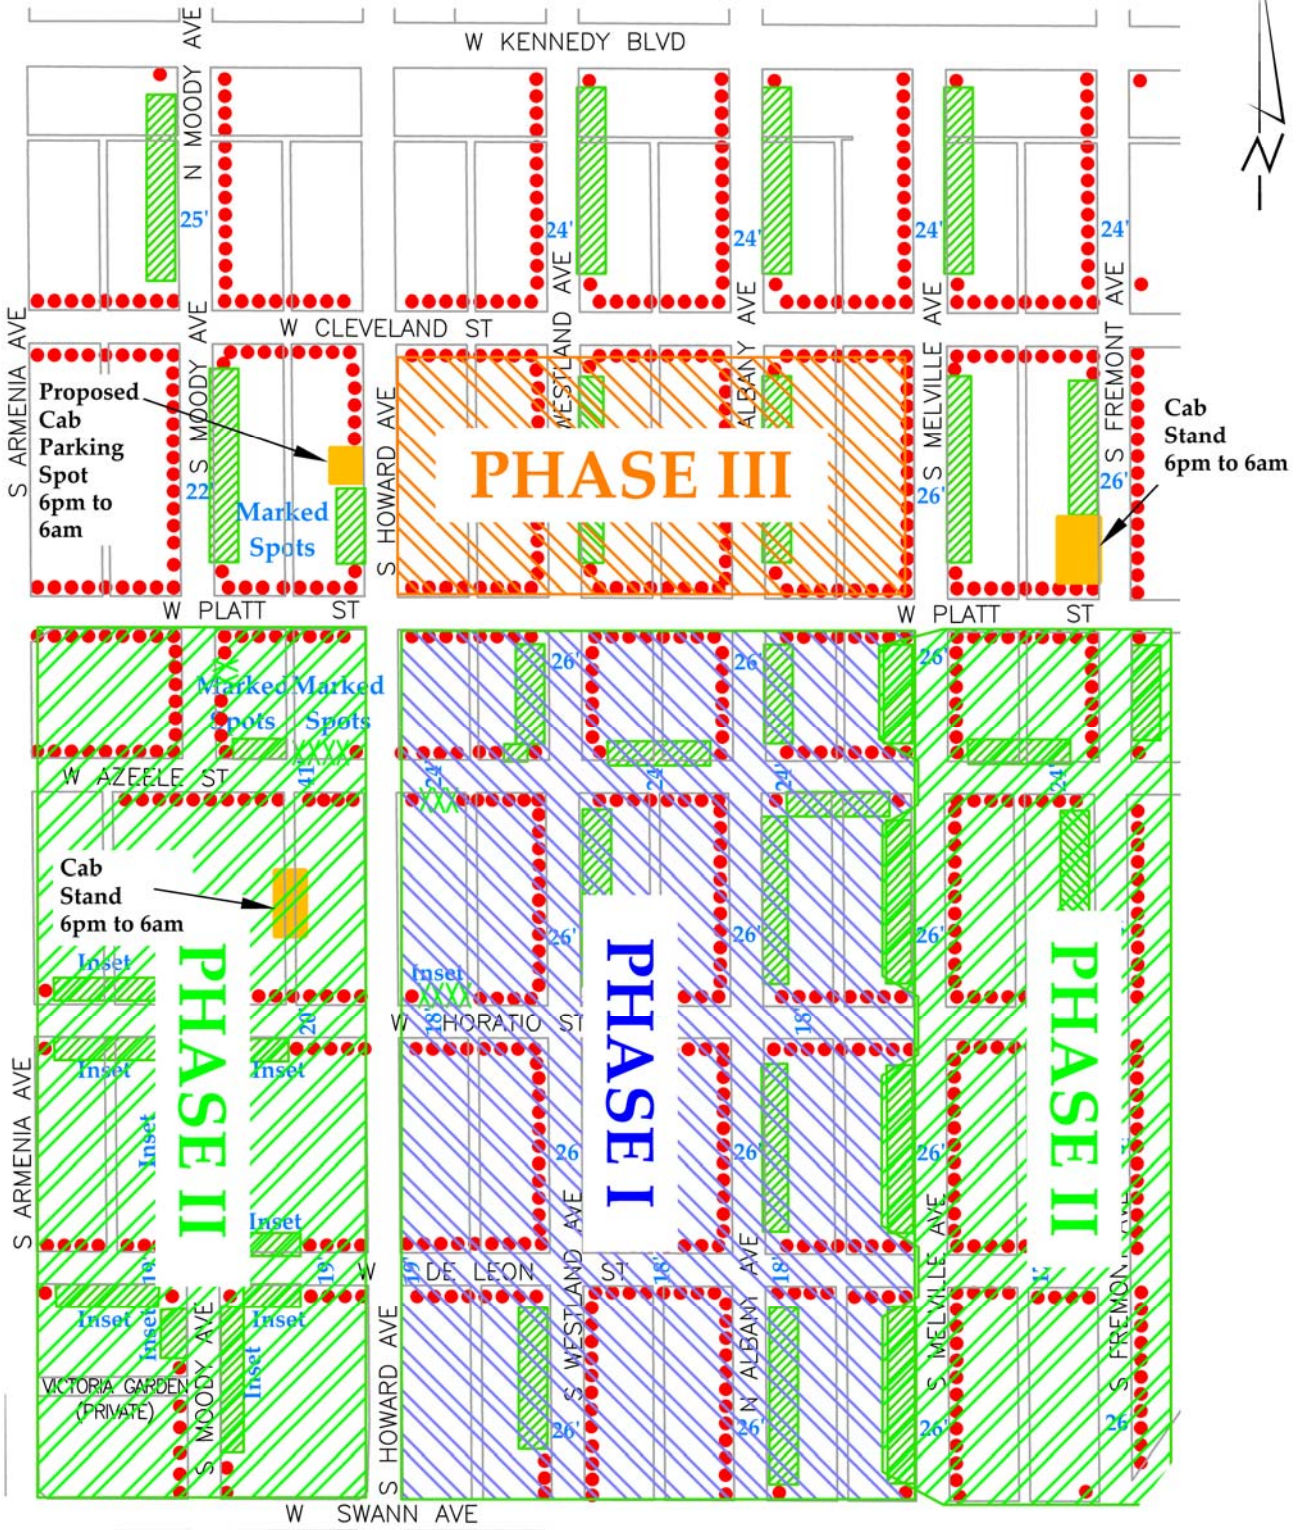 W KENNEDY BLVD
N MOODY AVE
25'
24'
24'
24'
24'
S ARMENIA AVE
S MOODY AVE
W CLEVELAND ST
WESTLAND AVE
ALBANY AVE
S MELVILLE AVE
S FREMONT AVE
Proposed
Cab
Parking
Spot
6pm to
6am
22'
Marked
Spots
S HOWARD AVE
PHASE III
26'
26'
Cab
Stand
6pm to 6am
N
W PLATT ST
W PLATT ST
Marked
Spots
Marked
Spots
26'
26'
26'
W AZEELE ST
41'
24'
24'
24'
24'
Cab
Stand
6pm to 6am
26'
26'
26'
Inset
Inset
PHASE II
PHASE I
PHASE II
20'
W HORATIO ST
18'
18'
S ARMENIA AVE
Inset
Inset
Inset
26'
26'
26'
Inset
19'
19'
W DE LEON ST
19'
16'
18'
Inset
Inset
Inset
Inset
VICTORIA GARDEN
(PRIVATE)
S MOODY AVE
S HOWARD AVE
S WESTLAND AVE
N ALBANY AVE
S MELVILLE AVE
S FREMONT AVE
26'
26'
26'
26
W SWANN AVE